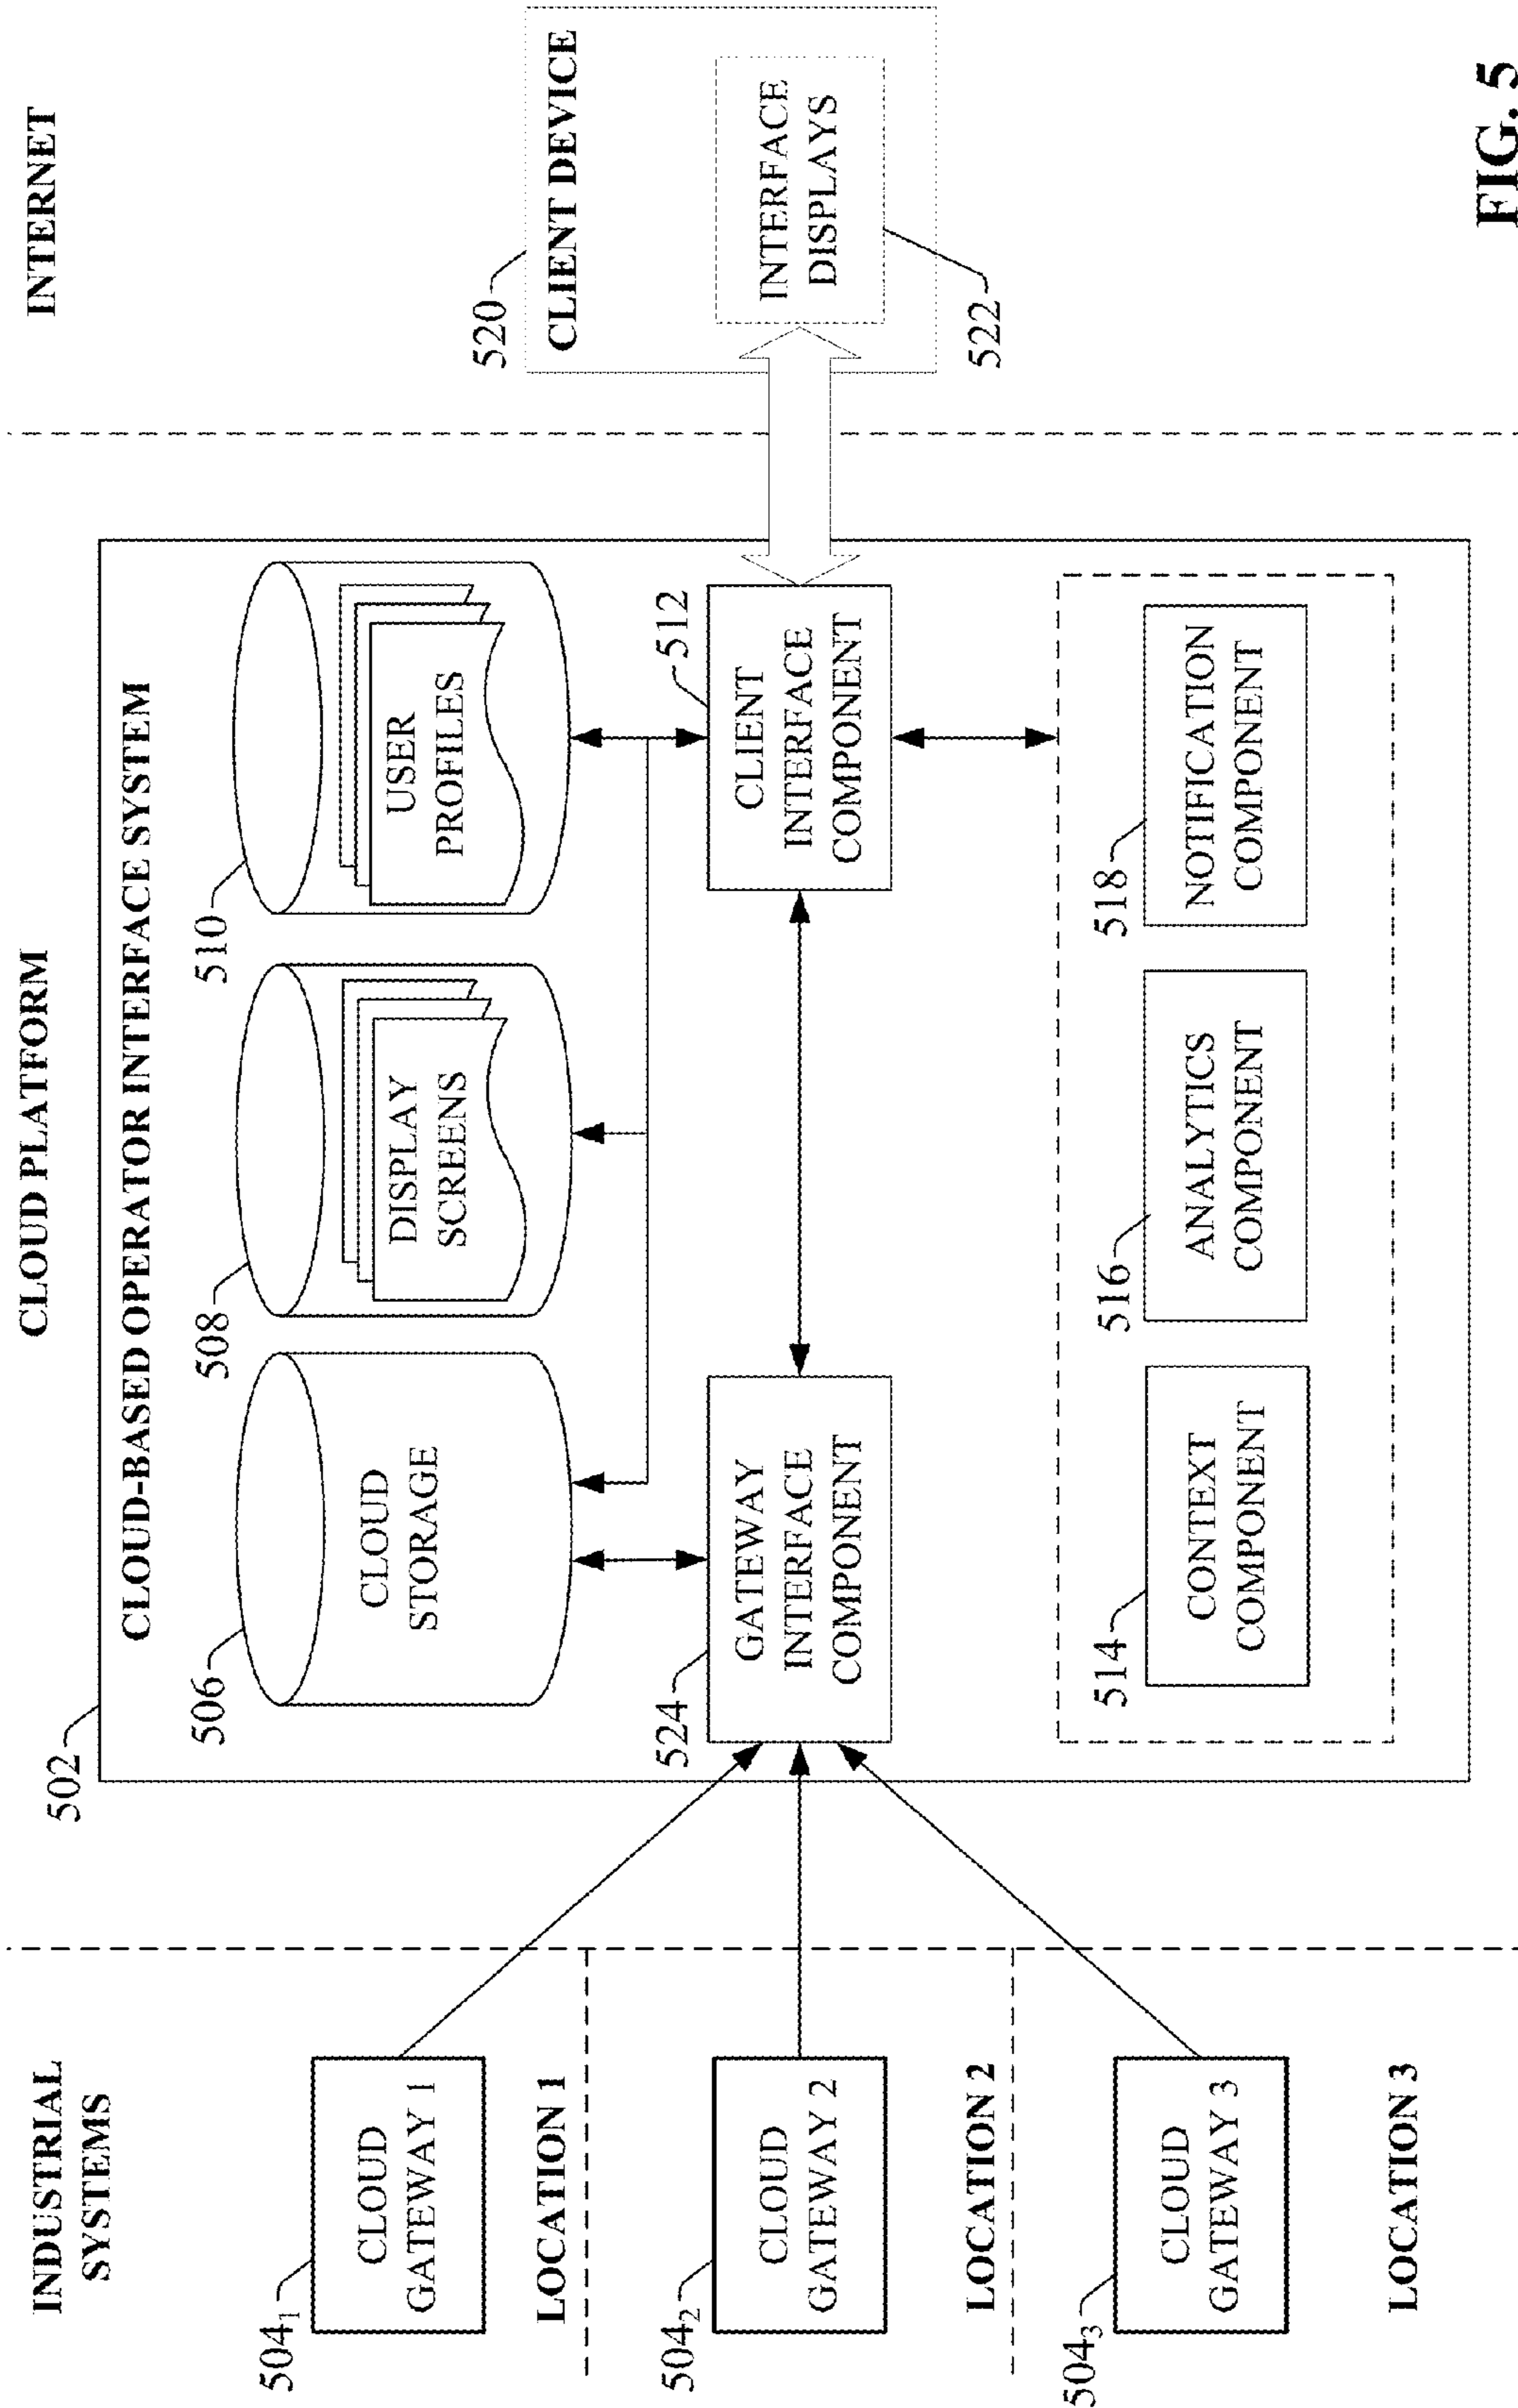 INDUSTRIAL
SYSTEMS
CLOUD PLATFORM
INTERNET
502
CLOUD-BASED OPERATOR INTERFACE SYSTEM
504₁
CLOUD
GATEWAY 1
LOCATION 1
504₂
CLOUD
GATEWAY 2
LOCATION 2
504₃
CLOUD
GATEWAY 3
LOCATION 3
506
CLOUD
STORAGE
508
DISPLAY
SCREENS
510
USER
PROFILES
524
GATEWAY
INTERFACE
COMPONENT
512
CLIENT
INTERFACE
COMPONENT
514
CONTEXT
COMPONENT
516
ANALYTICS
COMPONENT
518
NOTIFICATION
COMPONENT
520
CLIENT DEVICE
INTERFACE
DISPLAYS
522
FIG. 5